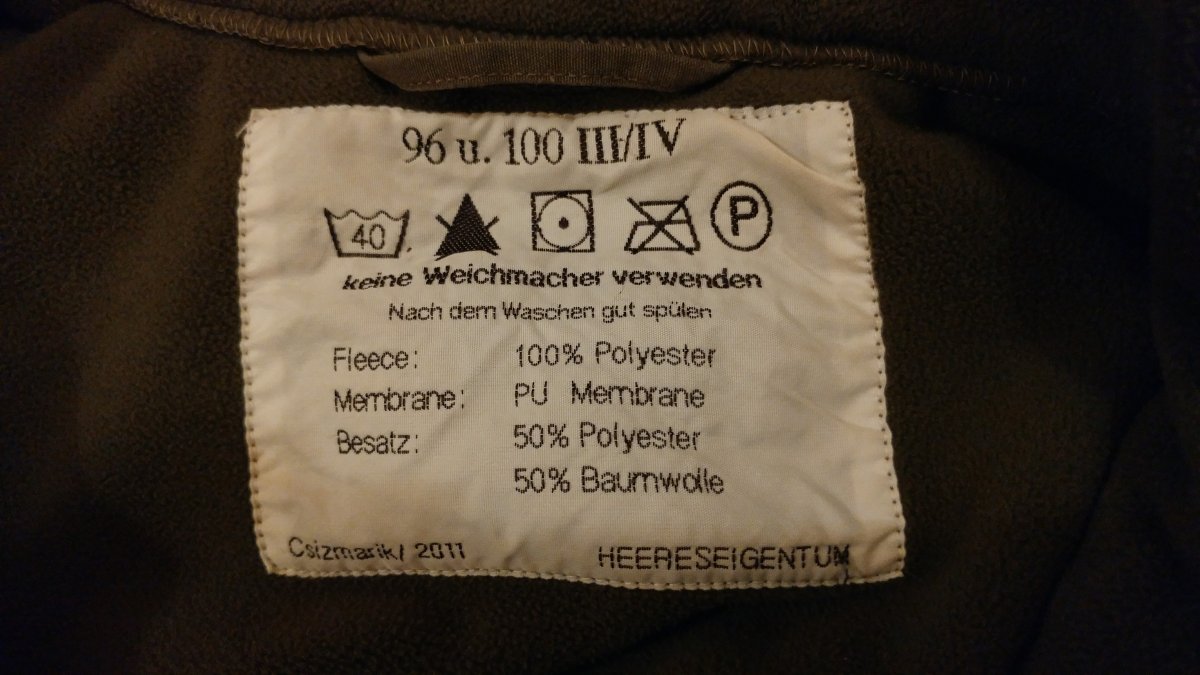 96 u. 100 III/IV
40 P
keine Weichmacher verwenden
Nach dem Waschen gut spülen
Fleece: 100% Polyester
Membrane: PU Membrane
Besatz: 50% Polyester
50% Baumwolle
Csizmarik/ 2011 HEERESEIGENTUM